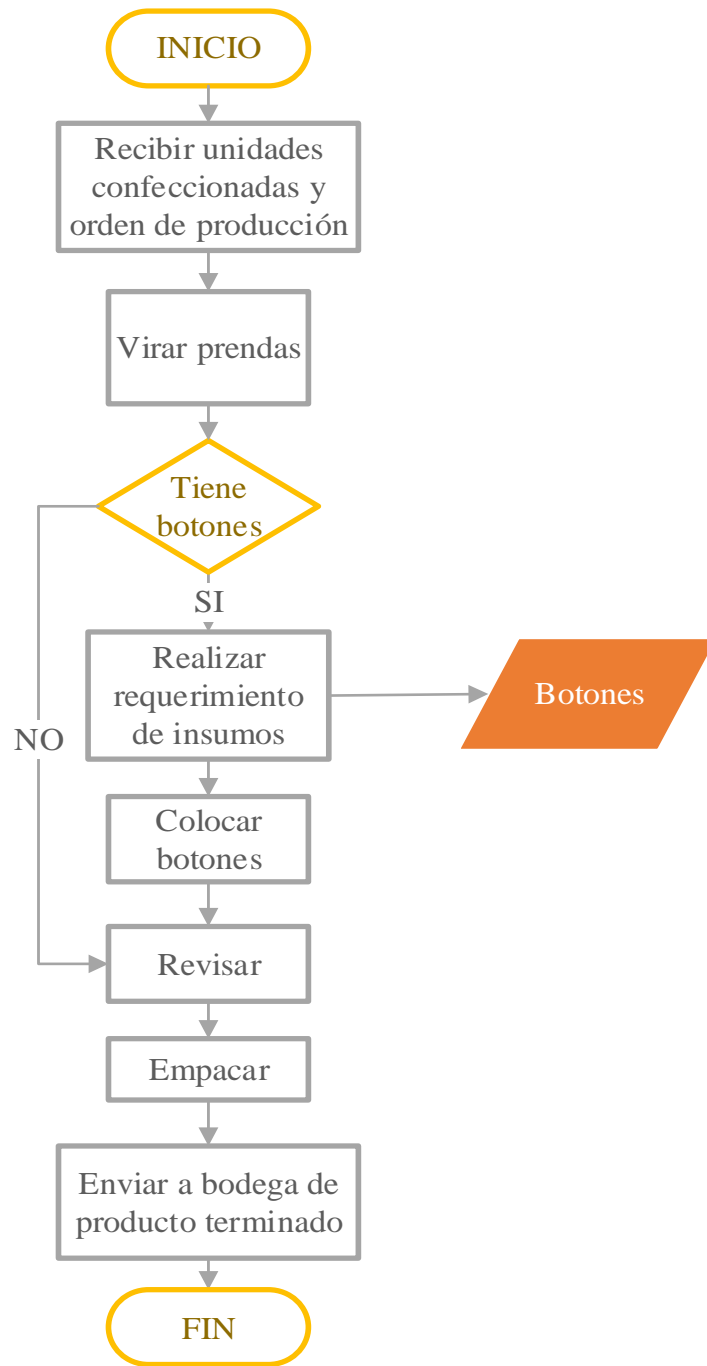 INICIO
Recibir unidades
confeccionadas y
orden de producción
Virar prendas
Tiene
botones
SI
Realizar
requerimiento
de insumos
Botones
NO
Colocar
botones
Revisar
Empacar
Enviar a bodega de
producto terminado
FIN